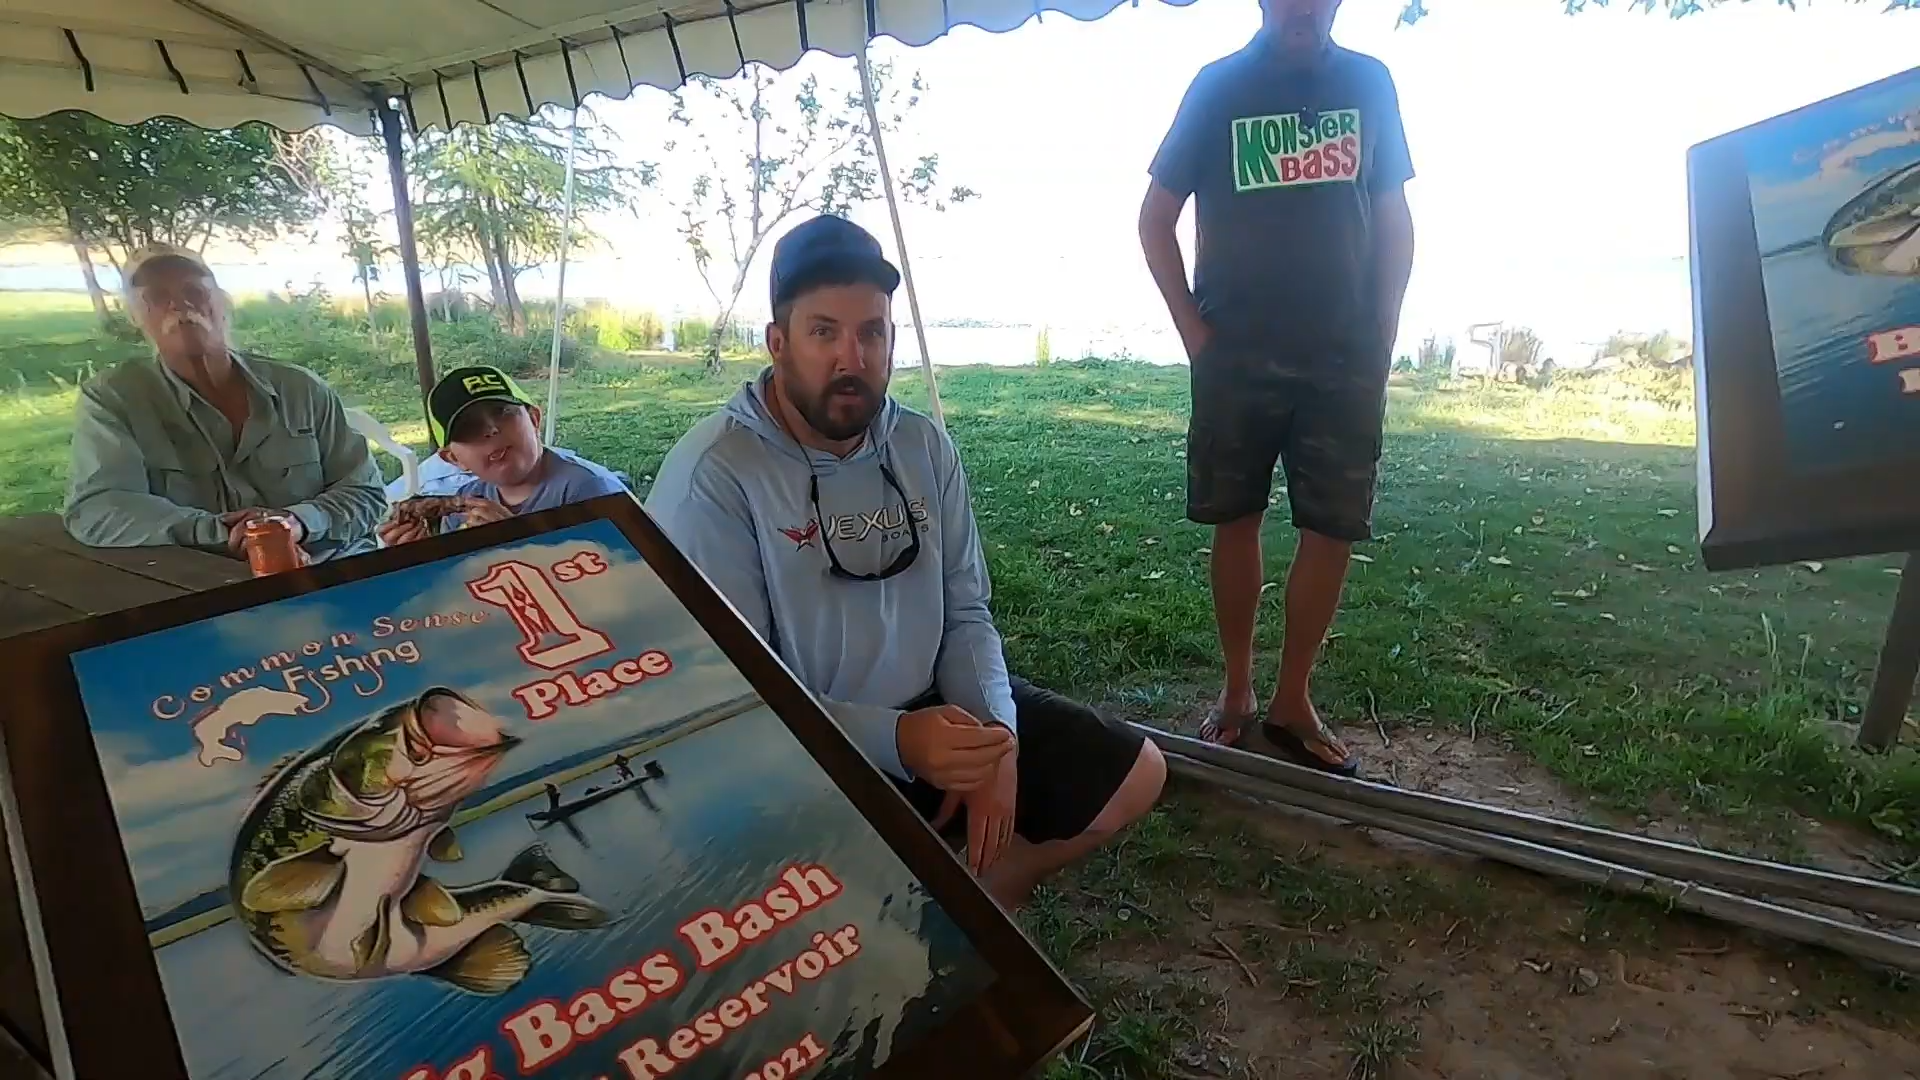 MONSTER
BASS
RC
VEXUS
BOATS
1st
Place
Common Sense
Fishing
Bass Bash
Reservoir
2021